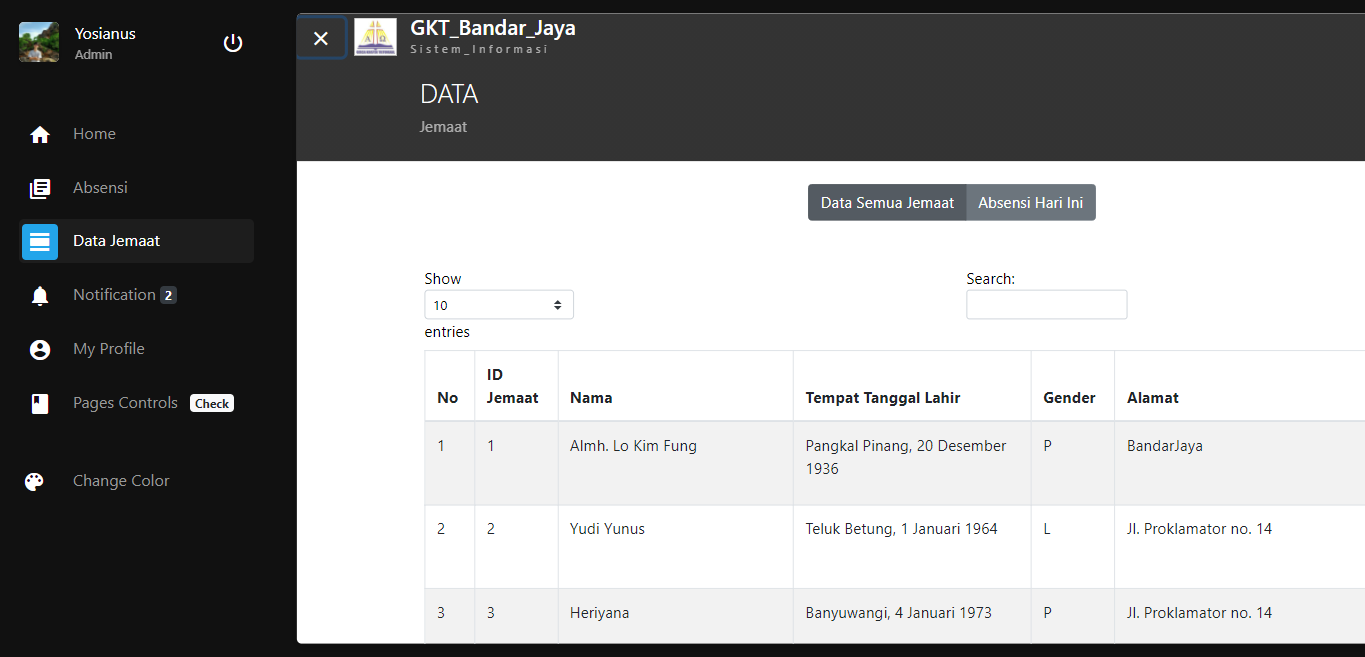 Yosianus
Admin
Home
Absensi
Data Jemaat
Notification 2
My Profile
Pages Controls Check
Change Color
GKT_Bandar_Jaya
Sistem_Informasi
DATA
Jemaat
Data Semua Jemaat Absensi Hari Ini
Show
10
entries
Search:
No ID Jemaat Nama Tempat Tanggal Lahir Gender Alamat
1 1 Almh. Lo Kim Fung Pangkal Pinang, 20 Desember 1936 P BandarJaya
2 2 Yudi Yunus Teluk Betung, 1 Januari 1964 L Jl. Proklamator no. 14
3 3 Heriyana Banyuwangi, 4 Januari 1973 P Jl. Proklamator no. 14